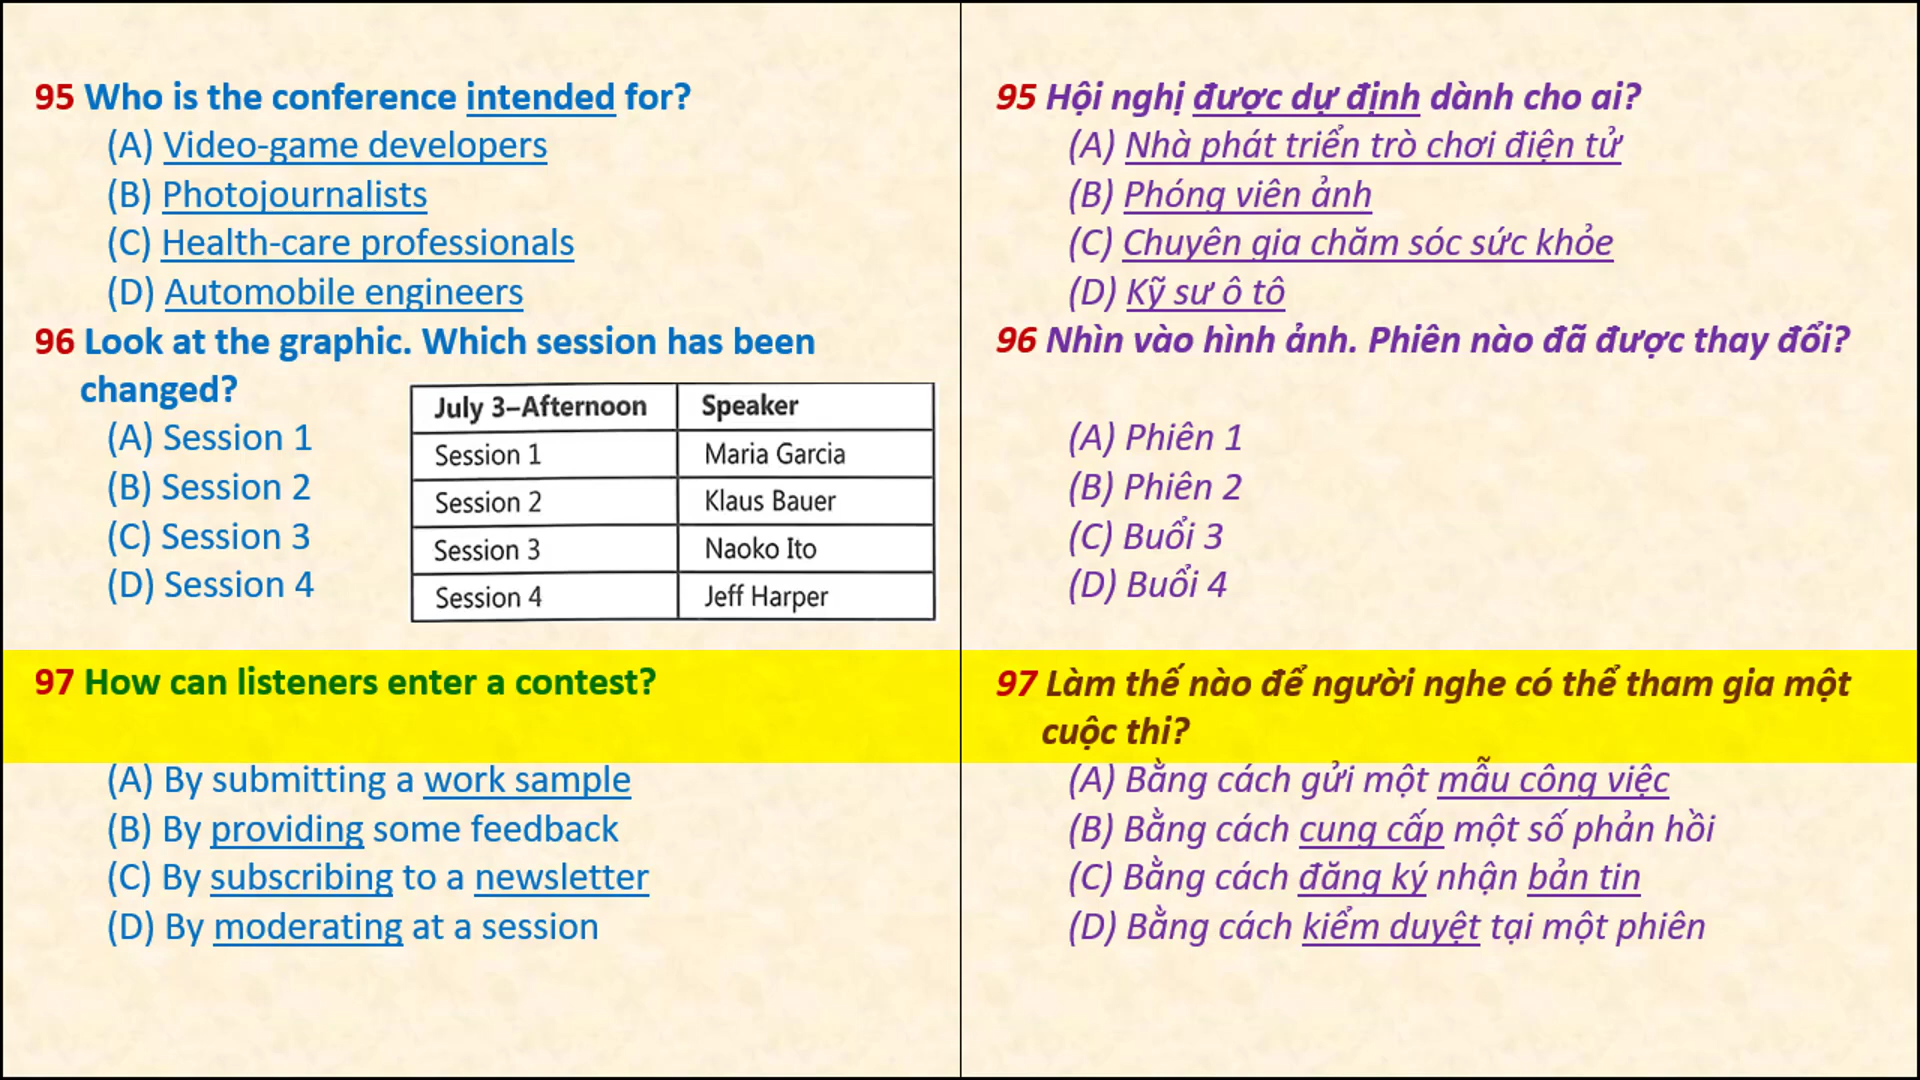 95 Who is the conference intended for?
(A) Video-game developers
(B) Photojournalists
(C) Health-care professionals
(D) Automobile engineers
96 Look at the graphic. Which session has been
changed?
(A) Session 1
(B) Session 2
(C) Session 3
(D) Session 4
July 3–Afternoon Speaker
Session 1 Maria Garcia
Session 2 Klaus Bauer
Session 3 Naoko Ito
Session 4 Jeff Harper
97 How can listeners enter a contest?
(A) By submitting a work sample
(B) By providing some feedback
(C) By subscribing to a newsletter
(D) By moderating at a session
95 Hội nghị được dự định dành cho ai?
(A) Nhà phát triển trò chơi điện tử
(B) Phóng viên ảnh
(C) Chuyên gia chăm sóc sức khỏe
(D) Kỹ sư ô tô
96 Nhìn vào hình ảnh. Phiên nào đã được thay đổi?
(A) Phiên 1
(B) Phiên 2
(C) Buổi 3
(D) Buổi 4
97 Làm thế nào để người nghe có thể tham gia một
cuộc thi?
(A) Bằng cách gửi một mẫu công việc
(B) Bằng cách cung cấp một số phản hồi
(C) Bằng cách đăng ký nhận bản tin
(D) Bằng cách kiểm duyệt tại một phiên